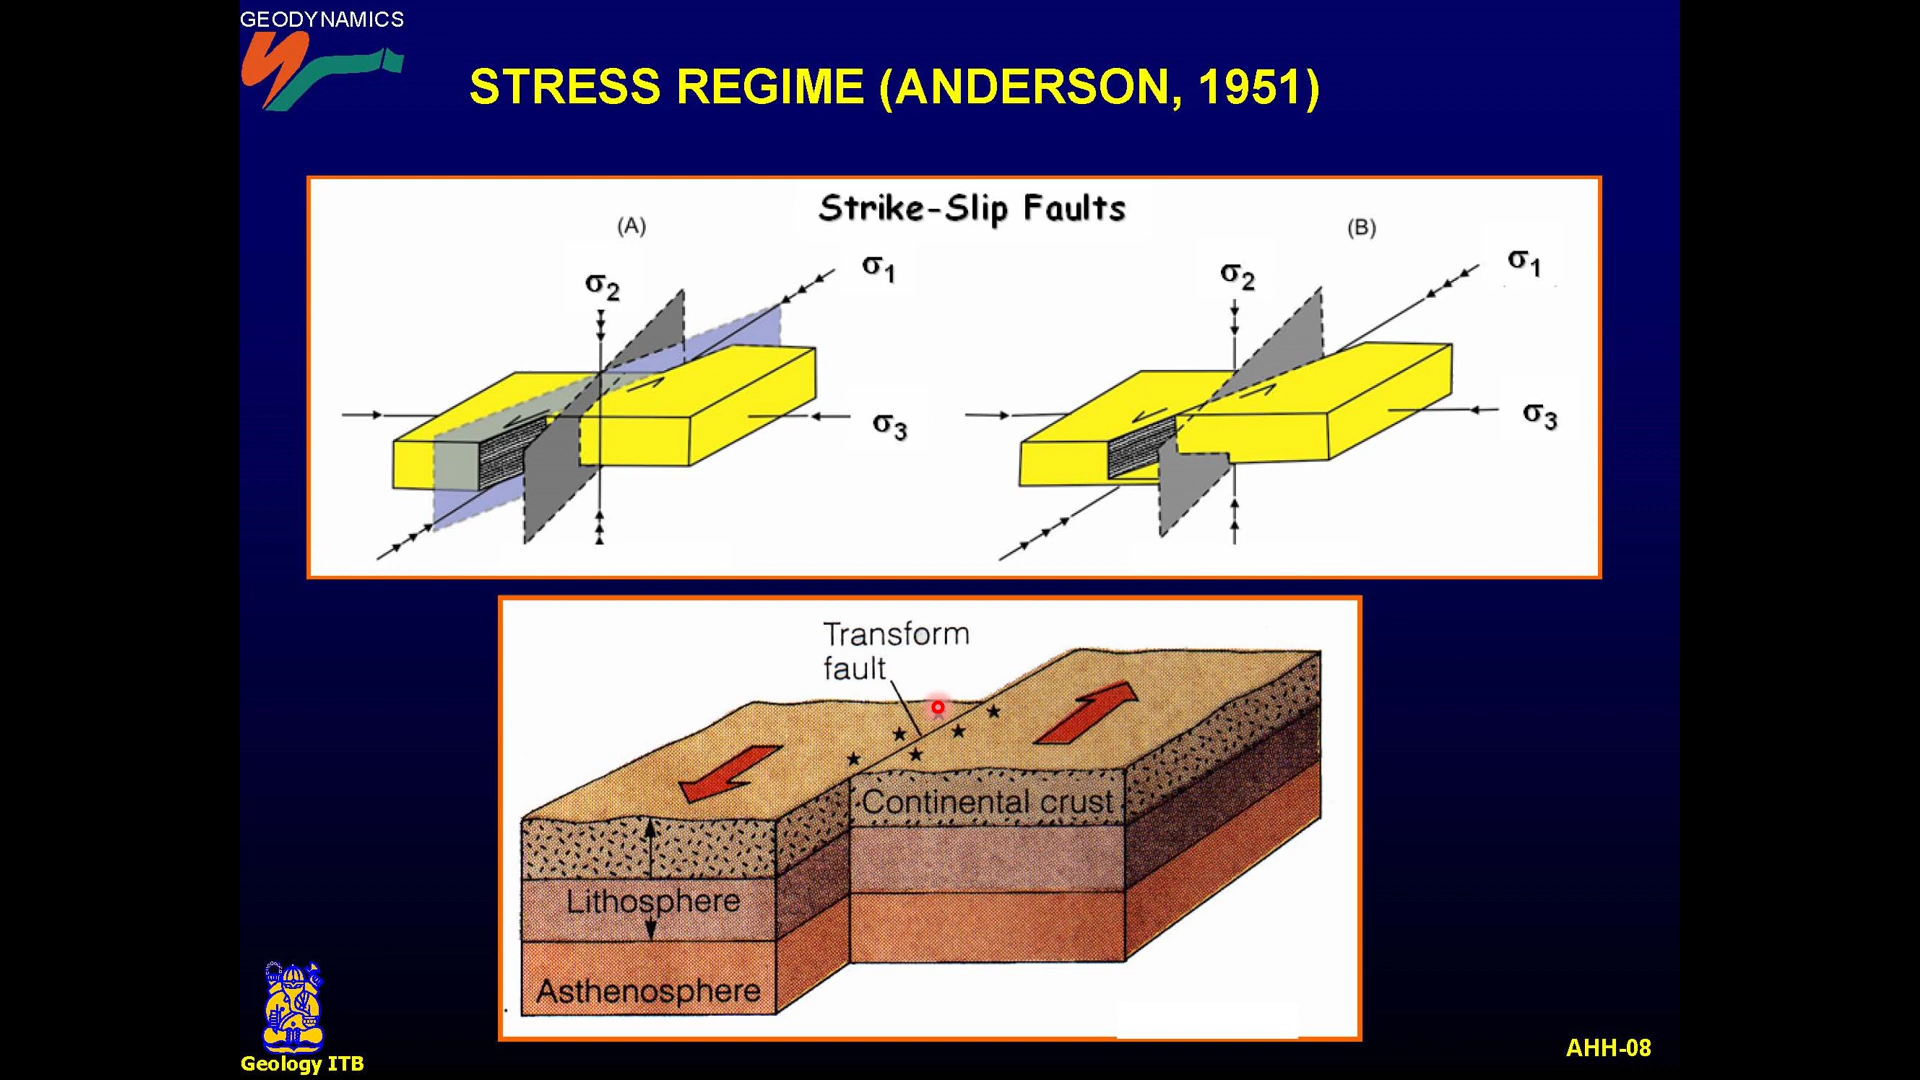 GEODYNAMICS
STRESS REGIME (ANDERSON, 1951)
Strike-Slip Faults
(A)
(B)
σ2
σ1
σ3
σ2
σ1
σ3
Transform
fault
Continental crust
Lithosphere
Asthenosphere
Geology ITB
AHH-08